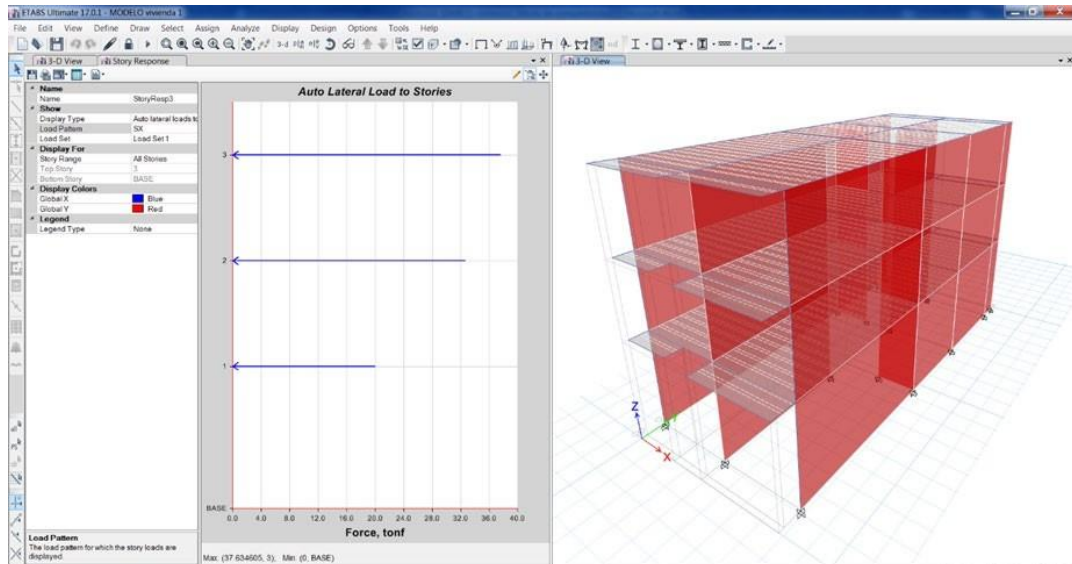 ETABS Ultimate 17.0.1 - MODELO vivienda 1
File Edit View Define Draw Select Assign Analyze Display Design Options Tools Help
3-D View Story Response
3-D View
Name
Name StoryResp3
Show
Display Type Auto lateral loads to
Load Pattern SX
Load Set Load Set 1
Display For
Story Range All Stories
Top Story 3
Bottom Story BASE
Display Colors
Global X Blue
Global Y Red
Legend
Legend Type None
Load Pattern
The load pattern for which the story loads are
displayed.
Auto Lateral Load to Stories
3
2
1
BASE
0.0 4.0 8.0 12.0 16.0 20.0 24.0 28.0 32.0 36.0 40.0
Force, tonf
Max: (37.634605, 3); Min: (0, BASE)
Z
X